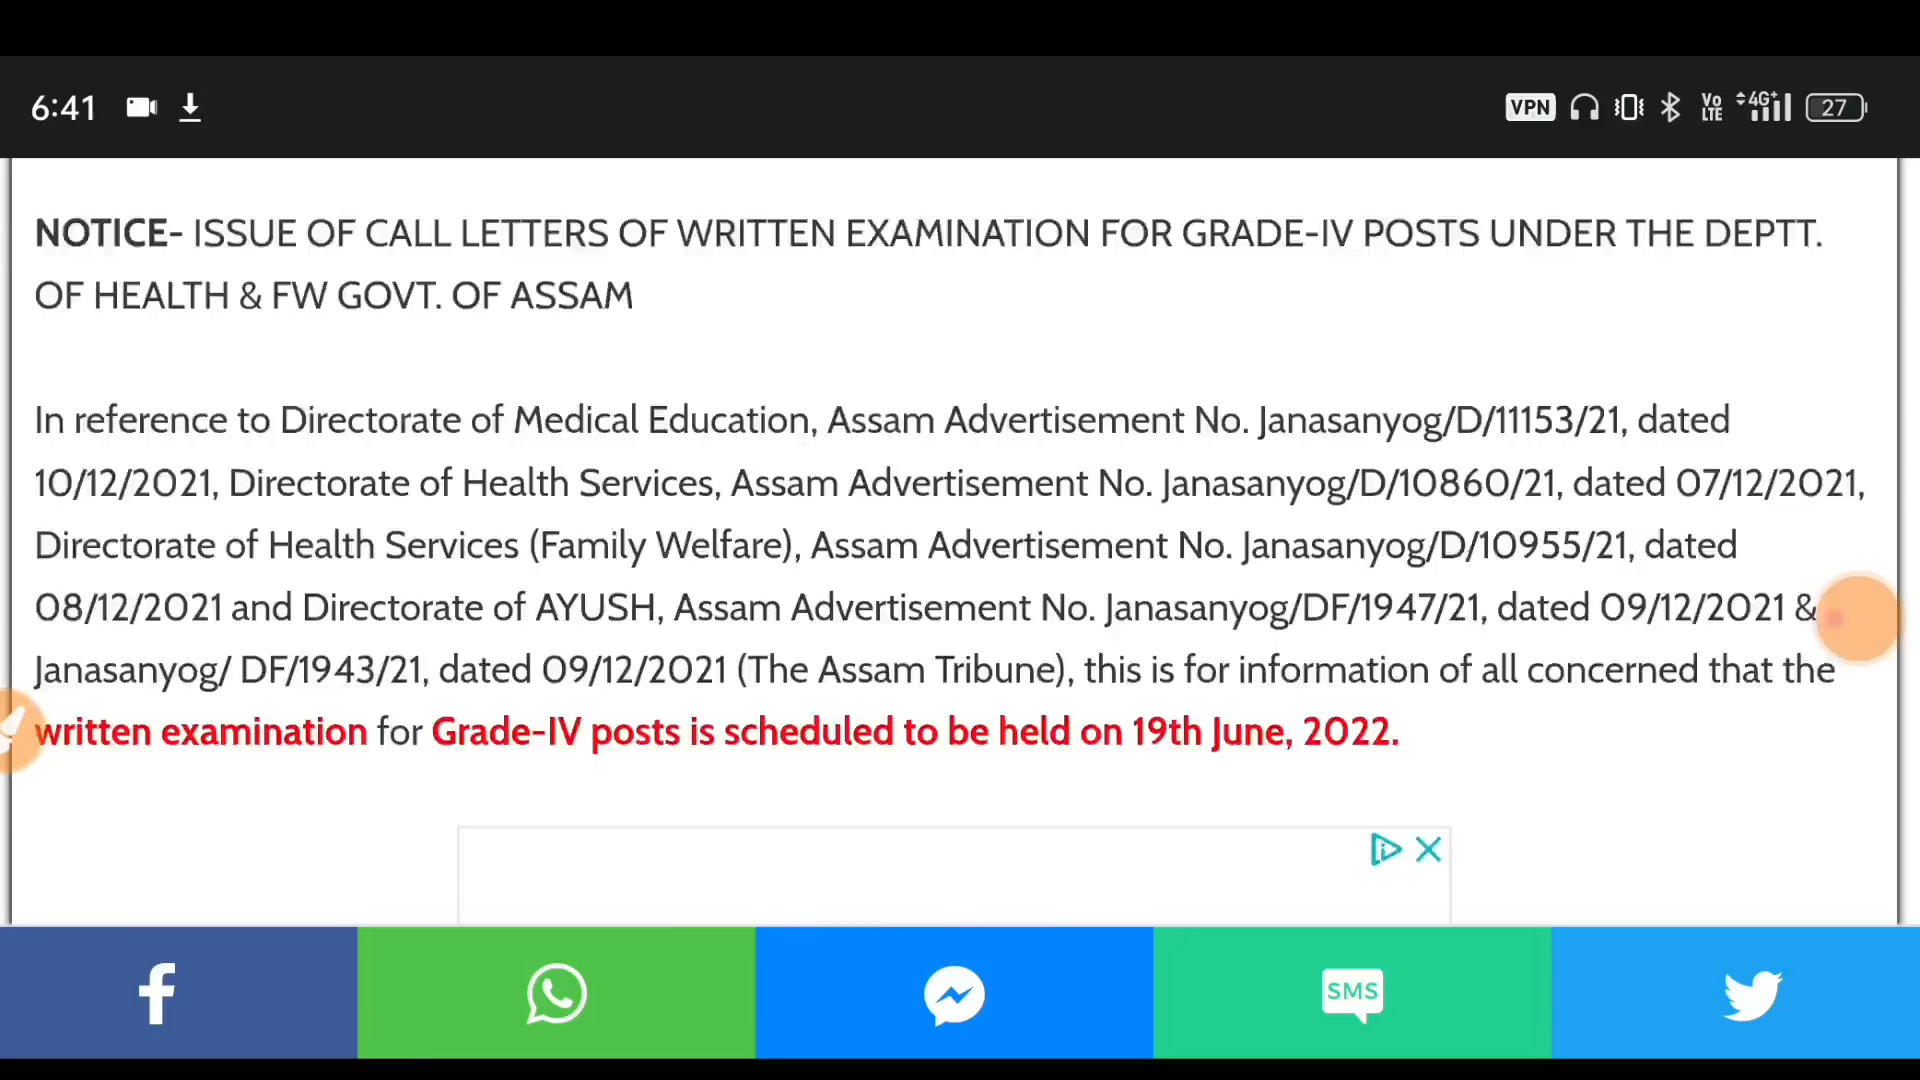 6:41
VPN
Vo LTE
4G+
27
NOTICE- ISSUE OF CALL LETTERS OF WRITTEN EXAMINATION FOR GRADE-IV POSTS UNDER THE DEPTT.
OF HEALTH & FW GOVT. OF ASSAM
In reference to Directorate of Medical Education, Assam Advertisement No. Janasanyog/D/11153/21, dated
10/12/2021, Directorate of Health Services, Assam Advertisement No. Janasanyog/D/10860/21, dated 07/12/2021,
Directorate of Health Services (Family Welfare), Assam Advertisement No. Janasanyog/D/10955/21, dated
08/12/2021 and Directorate of AYUSH, Assam Advertisement No. Janasanyog/DF/1947/21, dated 09/12/2021 &
Janasanyog/ DF/1943/21, dated 09/12/2021 (The Assam Tribune), this is for information of all concerned that the
written examination for Grade-IV posts is scheduled to be held on 19th June, 2022.
SMS